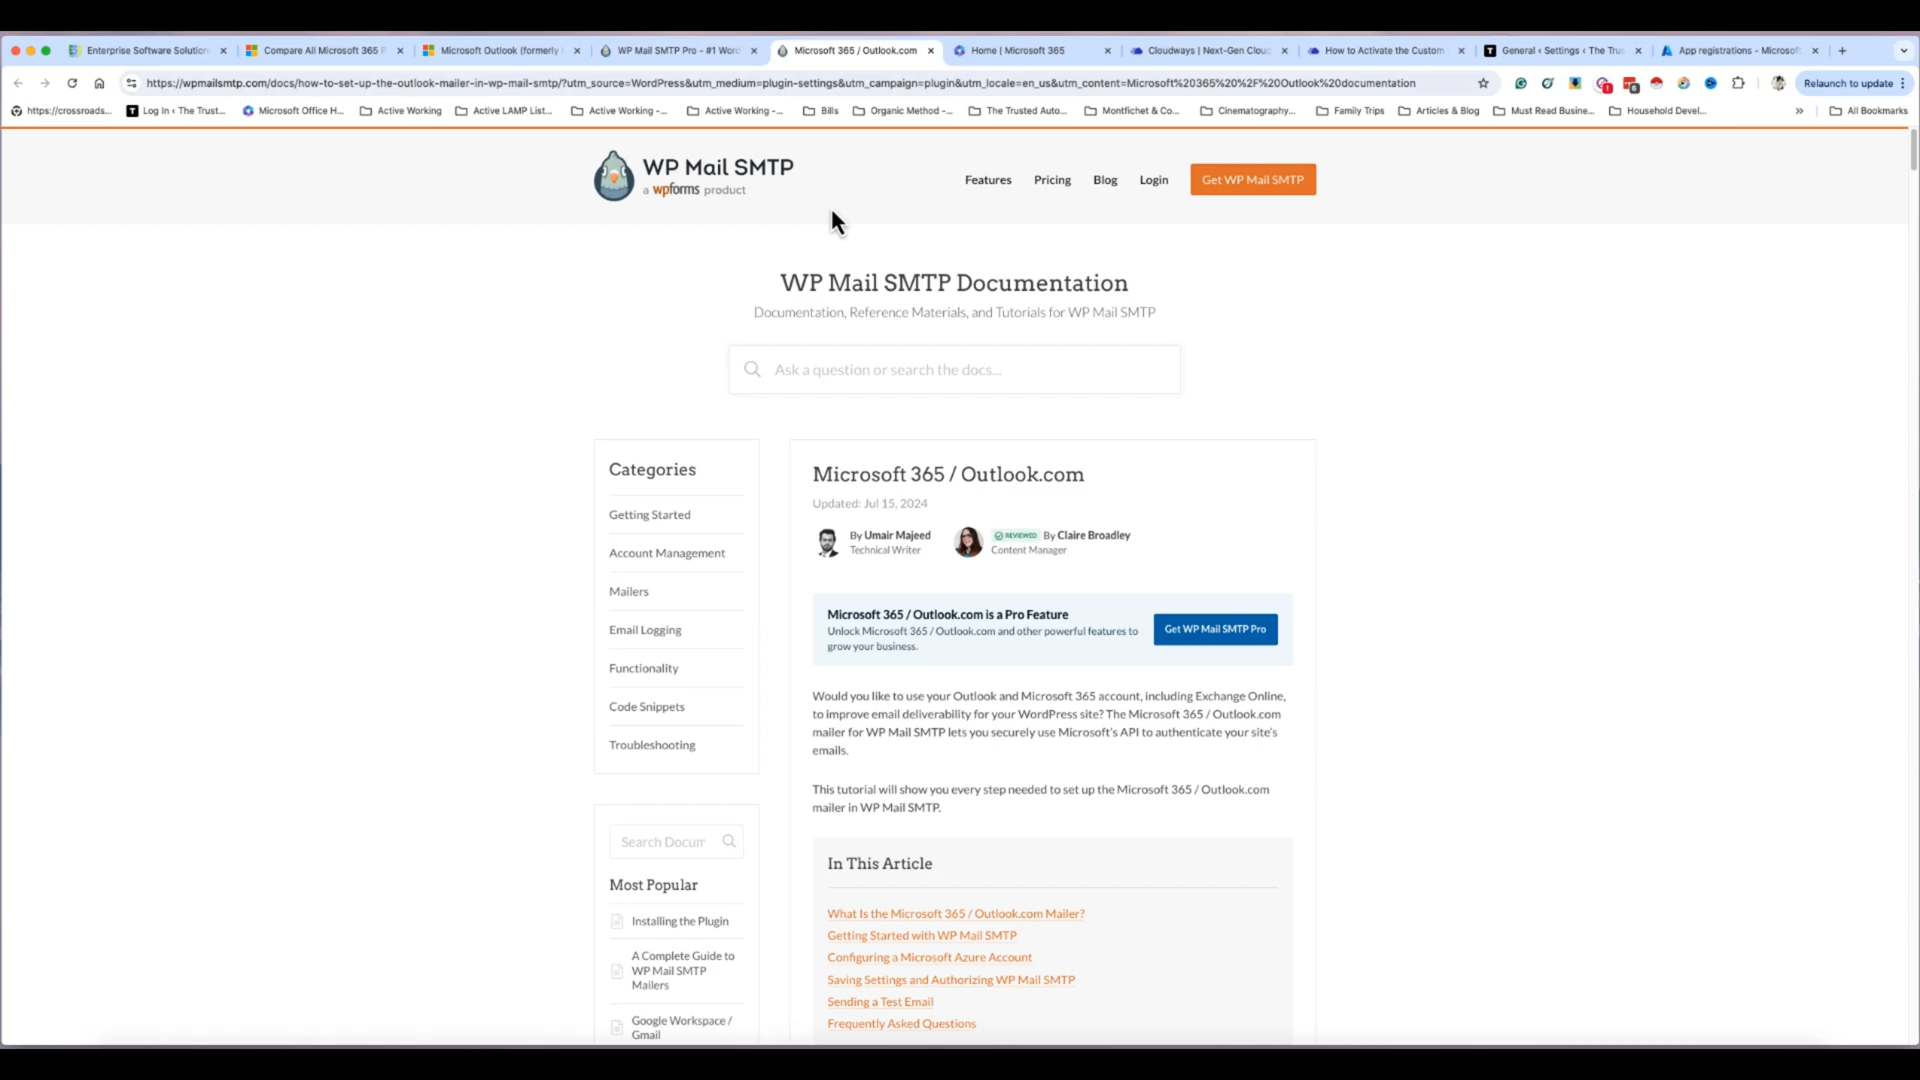 Enterprise Software Solution
Compare All Microsoft 365 P
Microsoft Outlook (formerly
WP Mail SMTP Pro - #1 Word
Microsoft 365 / Outlook.com
Home | Microsoft 365
Cloudways | Next-Gen Cloud
How to Activate the Custom
General ‹ Settings ‹ The Tru
App registrations - Microsof
https://wpmailsmtp.com/docs/how-to-set-up-the-outlook-mailer-in-wp-mail-smtp/?utm_source=WordPress&utm_medium=plugin-settings&utm_campaign=plugin&utm_locale=en_us&utm_content=Microsoft%20365%20%2F%20Outlook%20documentation
Relaunch to update
https://crossroads...
Log In ‹ The Trust...
Microsoft Office H...
Active Working
Active LAMP List...
Active Working -...
Active Working -...
Bills
Organic Method -...
The Trusted Auto...
Montfichet & Co...
Cinematography...
Family Trips
Articles & Blog
Must Read Busine...
Household Devel...
»
All Bookmarks
WP Mail SMTP
a wpforms product
Features
Pricing
Blog
Login
Get WP Mail SMTP
WP Mail SMTP Documentation
Documentation, Reference Materials, and Tutorials for WP Mail SMTP
Ask a question or search the docs...
Categories
Getting Started
Account Management
Mailers
Email Logging
Functionality
Code Snippets
Troubleshooting
Search Docum
Most Popular
Installing the Plugin
A Complete Guide to
WP Mail SMTP
Mailers
Google Workspace /
Gmail
Microsoft 365 / Outlook.com
Updated: Jul 15, 2024
By Umair Majeed
Technical Writer
REVIEWED By Claire Broadley
Content Manager
Microsoft 365 / Outlook.com is a Pro Feature
Unlock Microsoft 365 / Outlook.com and other powerful features to
grow your business.
Get WP Mail SMTP Pro
Would you like to use your Outlook and Microsoft 365 account, including Exchange Online,
to improve email deliverability for your WordPress site? The Microsoft 365 / Outlook.com
mailer for WP Mail SMTP lets you securely use Microsoft's API to authenticate your site's
emails.
This tutorial will show you every step needed to set up the Microsoft 365 / Outlook.com
mailer in WP Mail SMTP.
In This Article
What Is the Microsoft 365 / Outlook.com Mailer?
Getting Started with WP Mail SMTP
Configuring a Microsoft Azure Account
Saving Settings and Authorizing WP Mail SMTP
Sending a Test Email
Frequently Asked Questions